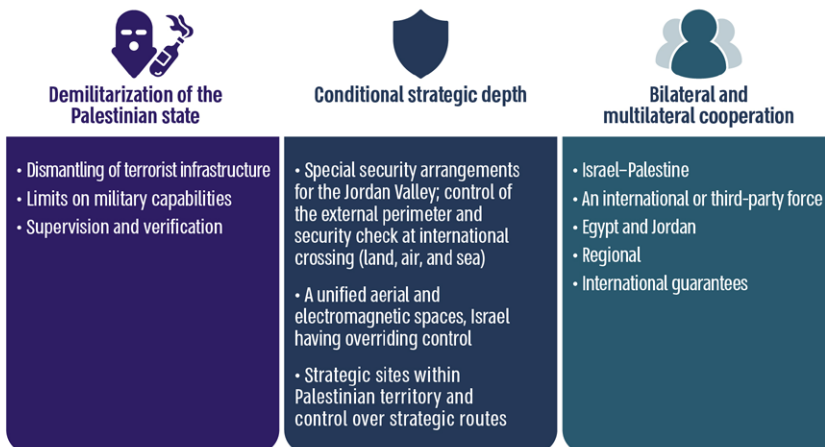 Demilitarization of the
Palestinian state
• Dismantling of terrorist infrastructure
• Limits on military capabilities
• Supervision and verification
Conditional strategic depth
• Special security arrangements
for the Jordan Valley; control of
the external perimeter and
security check at international
crossing (land, air, and sea)
• A unified aerial and
electromagnetic spaces, Israel
having overriding control
• Strategic sites within
Palestinian territory and
control over strategic routes
Bilateral and
multilateral cooperation
• Israel–Palestine
• An international or third-party force
• Egypt and Jordan
• Regional
• International guarantees